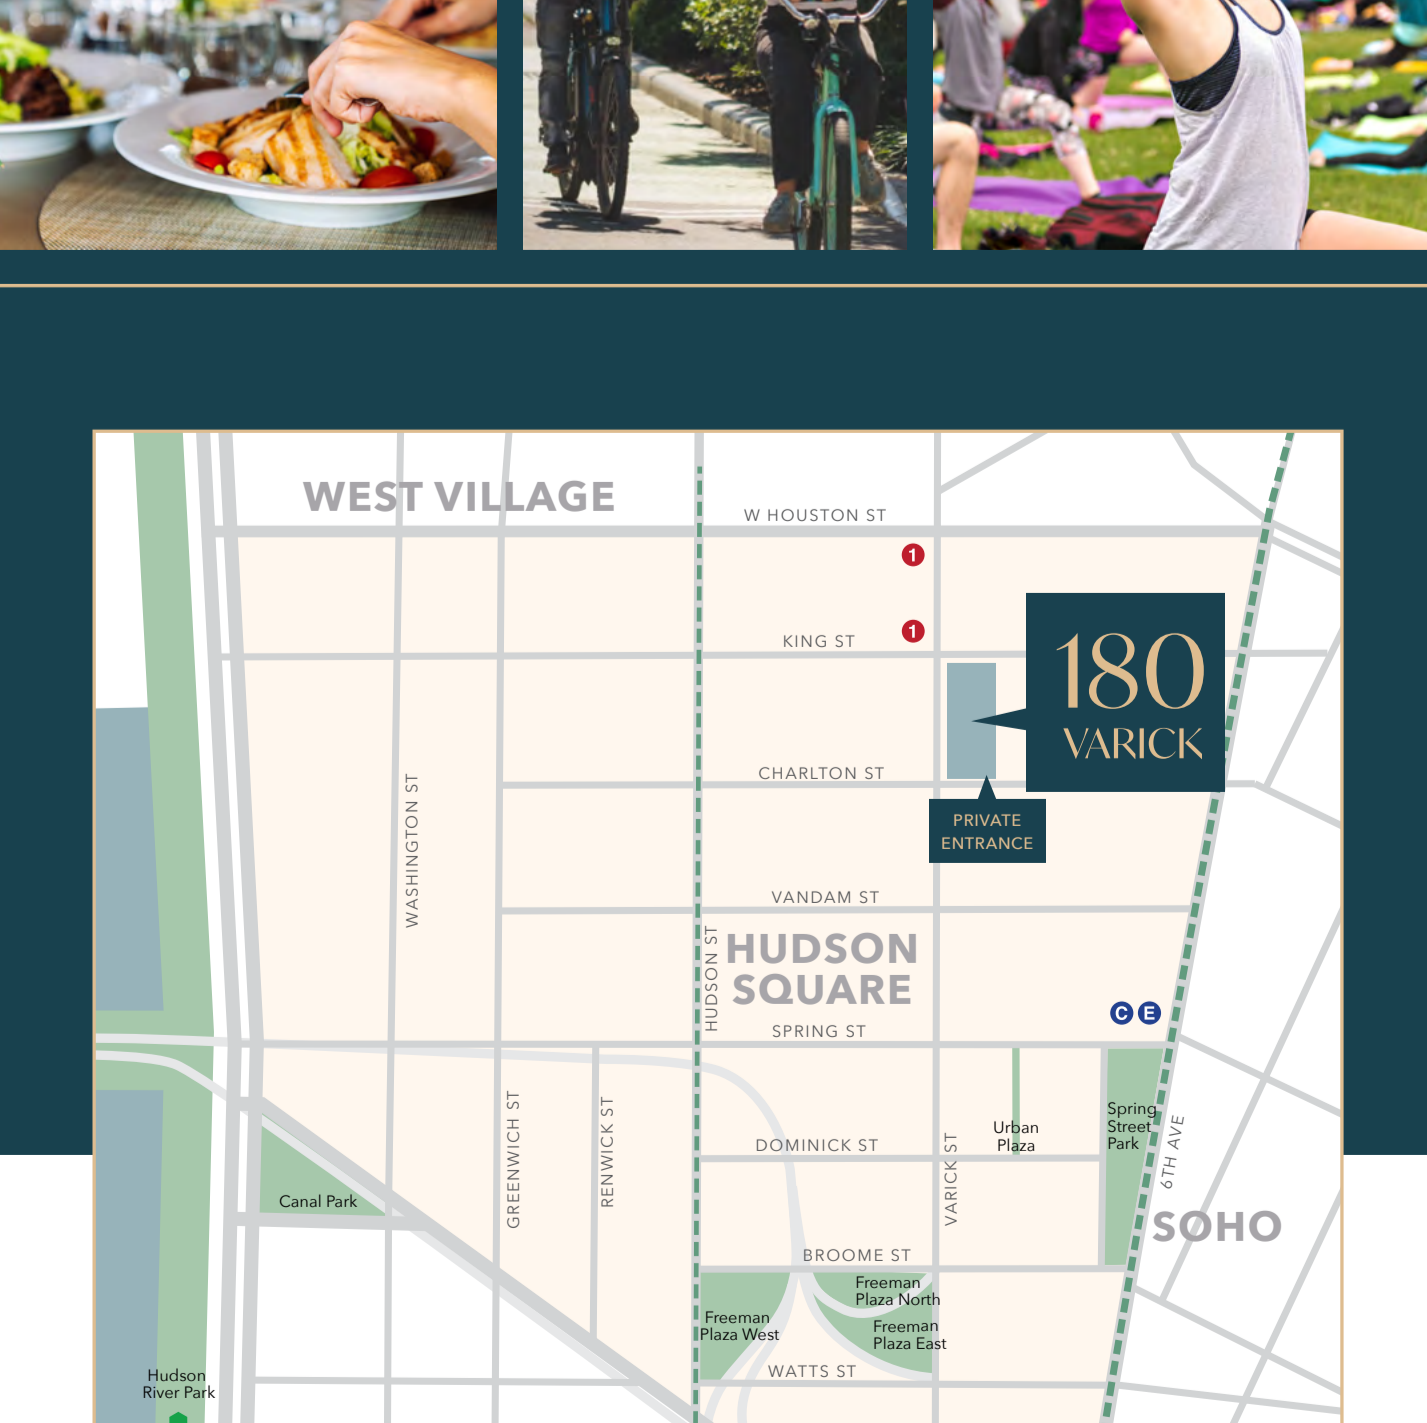 WEST VILLAGE
W HOUSTON ST
1
1
KING ST
180
VARICK
CHARLTON ST
PRIVATE
ENTRANCE
WASHINGTON ST
VANDAM ST
HUDSON ST
HUDSON
SQUARE
C E
SPRING ST
GREENWICH ST
RENWICK ST
DOMINICK ST
VARICK ST
Urban
Plaza
Spring
Street
Park
6TH AVE
Canal Park
SOHO
BROOME ST
Freeman
Plaza North
Freeman
Plaza West
Freeman
Plaza East
WATTS ST
Hudson
River Park